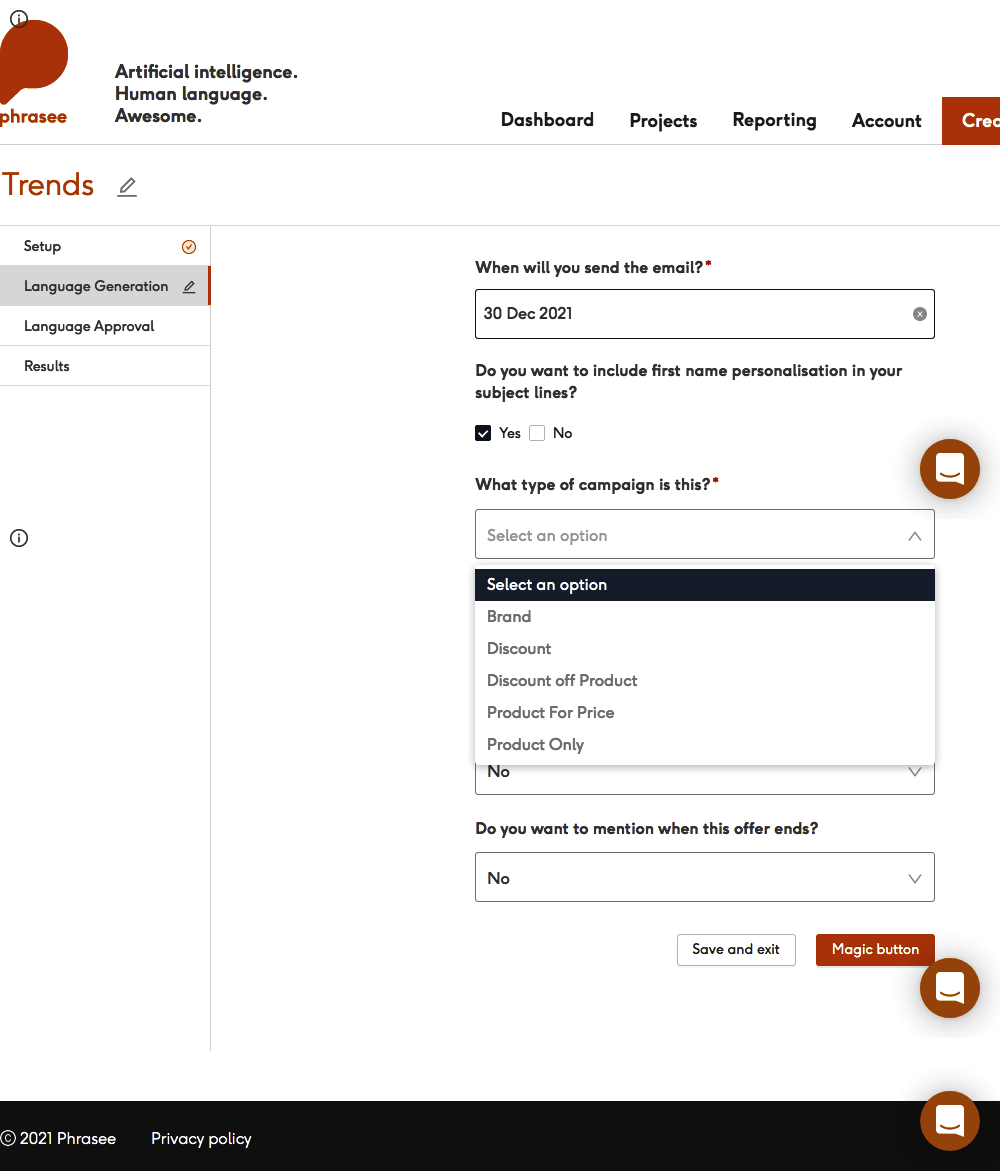 phrasee
Artificial intelligence.
Human language.
Awesome.
Dashboard Projects Reporting Account Crea
Trends
Setup
Language Generation
Language Approval
Results
When will you send the email?*
30 Dec 2021
Do you want to include first name personalisation in your
subject lines?
Yes No
What type of campaign is this?*
Select an option
Select an option
Brand
Discount
Discount off Product
Product For Price
Product Only
No
Do you want to mention when this offer ends?
No
Save and exit Magic button
© 2021 Phrasee Privacy policy